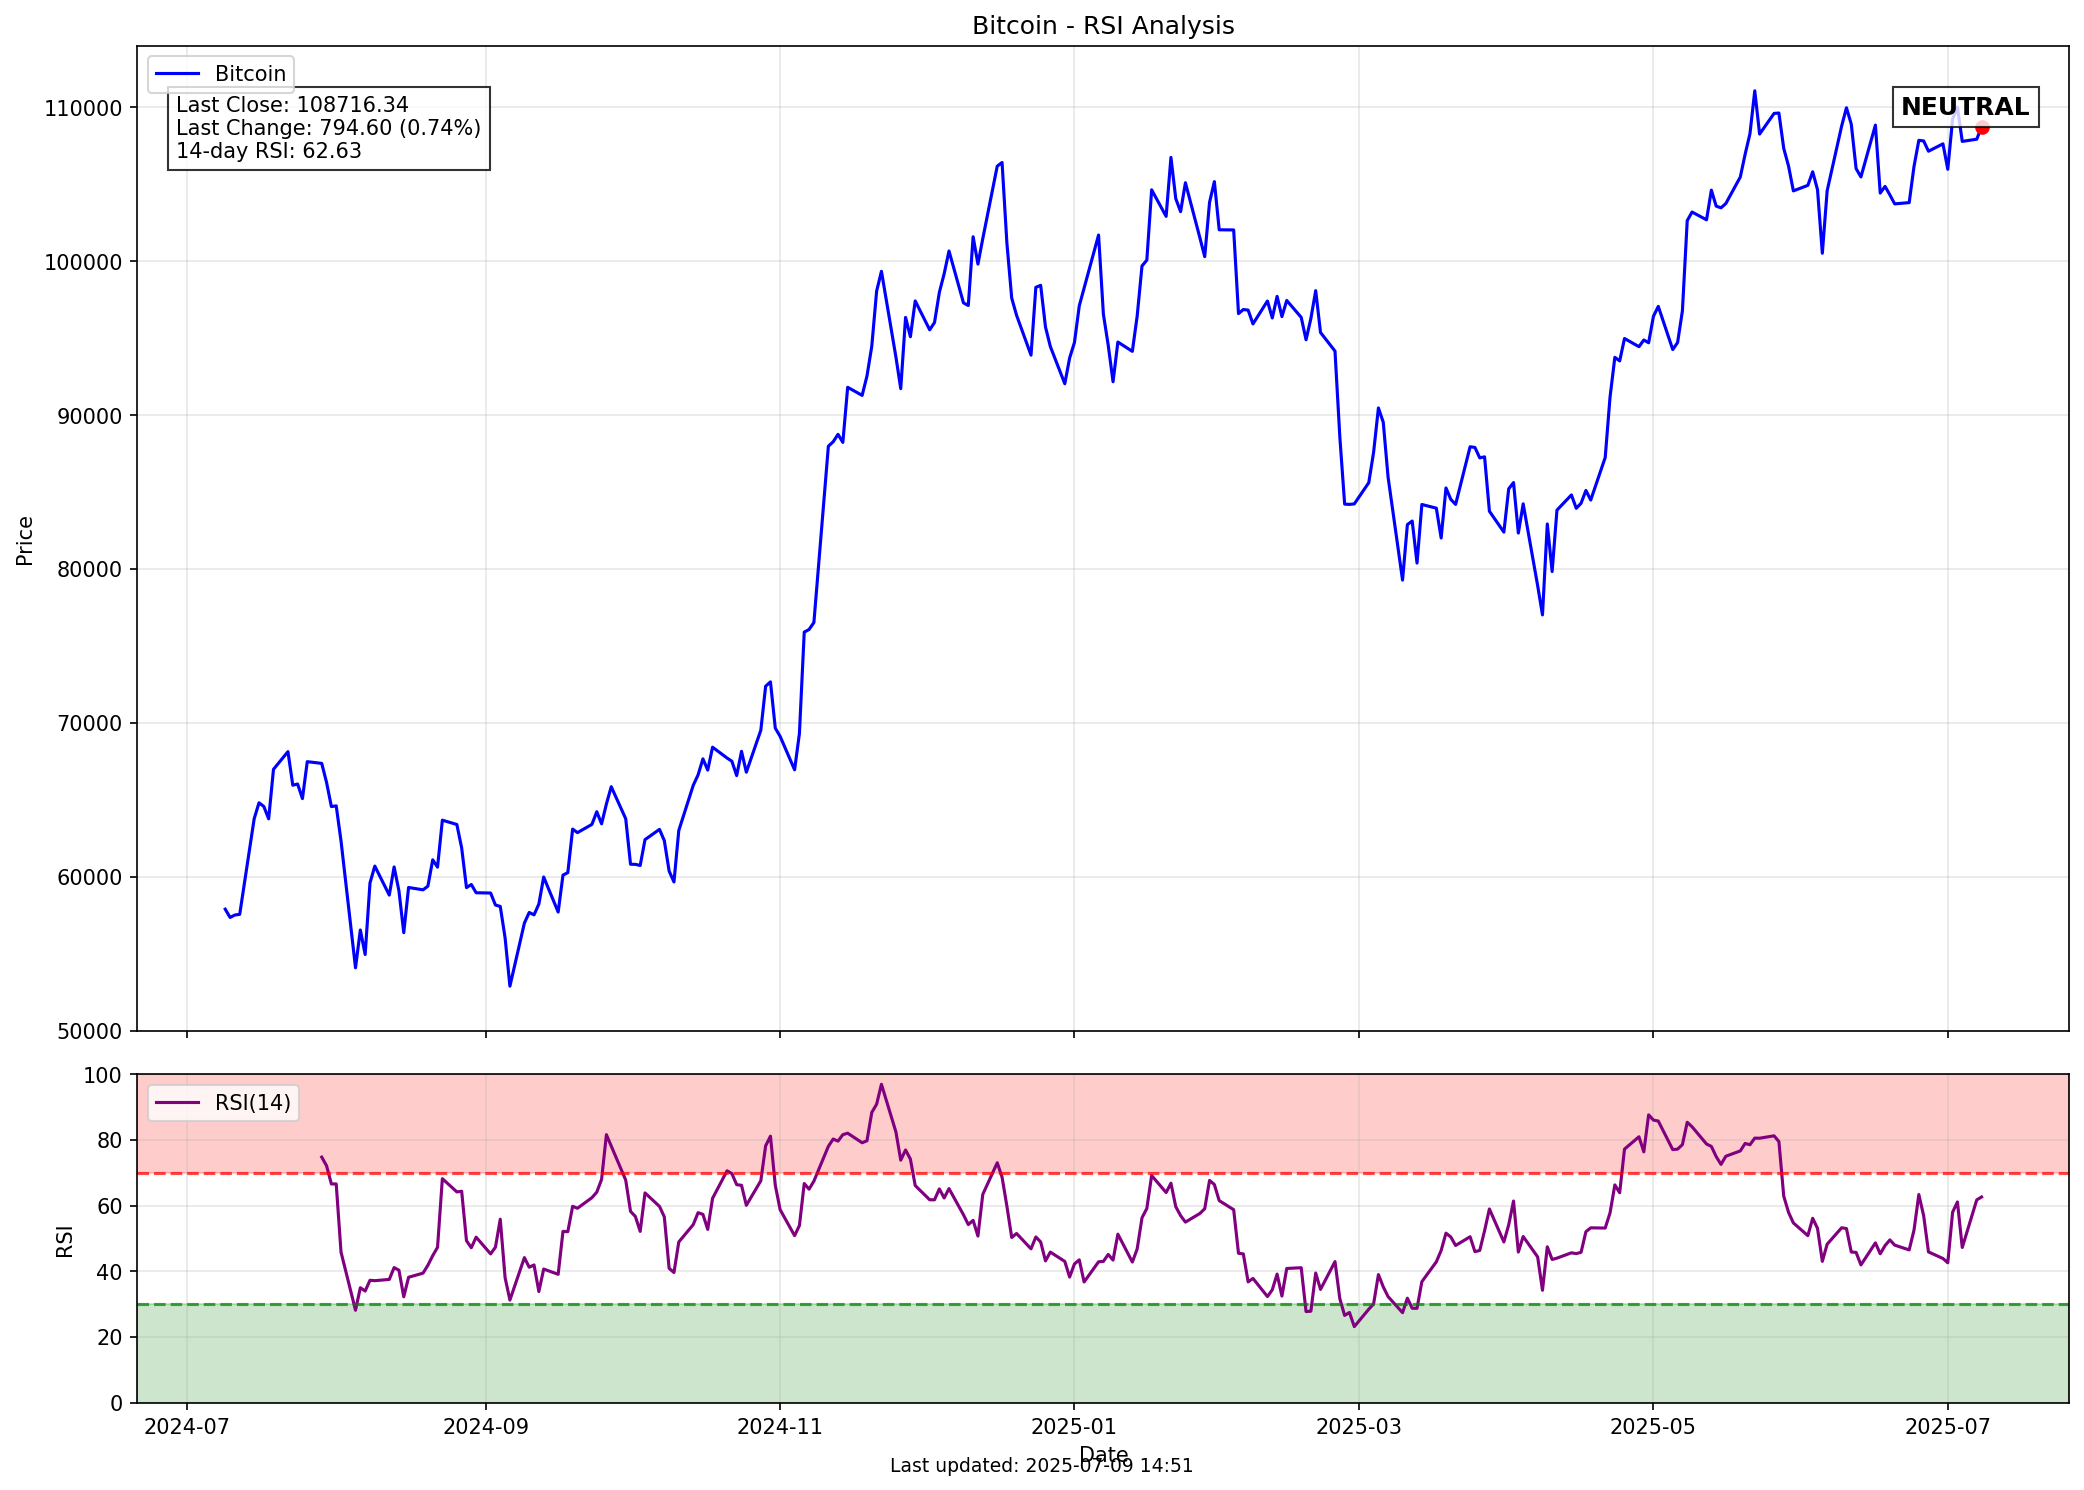 Bitcoin - RSI Analysis
Bitcoin
Last Close: 108716.34
Last Change: 794.60 (0.74%)
14-day RSI: 62.63
NEUTRAL
Price
110000
100000
90000
80000
70000
60000
50000
RSI(14)
RSI
100
80
60
40
20
0
2024-07
2024-09
2024-11
2025-01
2025-03
2025-05
2025-07
Date
Last updated: 2025-07-09 14:51